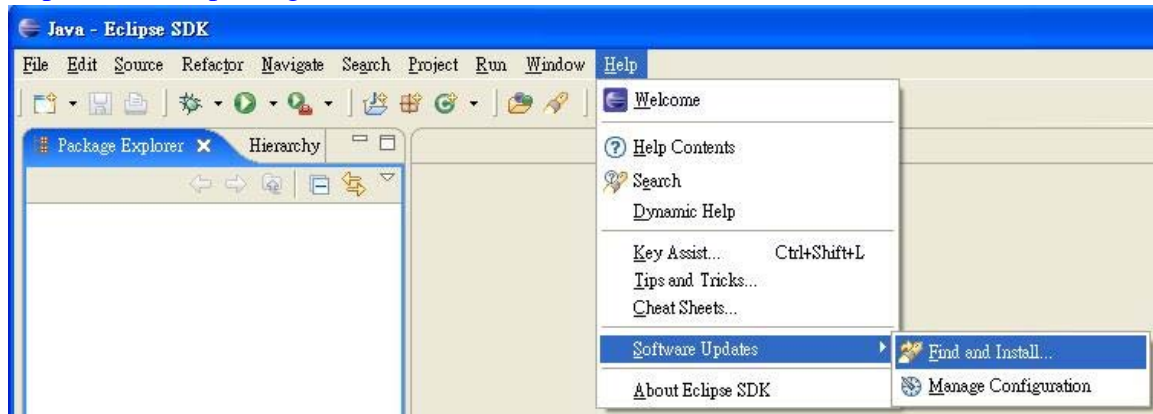 Java - Eclipse SDK
File Edit Source Refactor Navigate Search Project Run Window Help
Package Explorer Hierarchy
Welcome
Help Contents
Search
Dynamic Help
Key Assist... Ctrl+Shift+L
Tips and Tricks...
Cheat Sheets...
Software Updates
Find and Install...
Manage Configuration
About Eclipse SDK